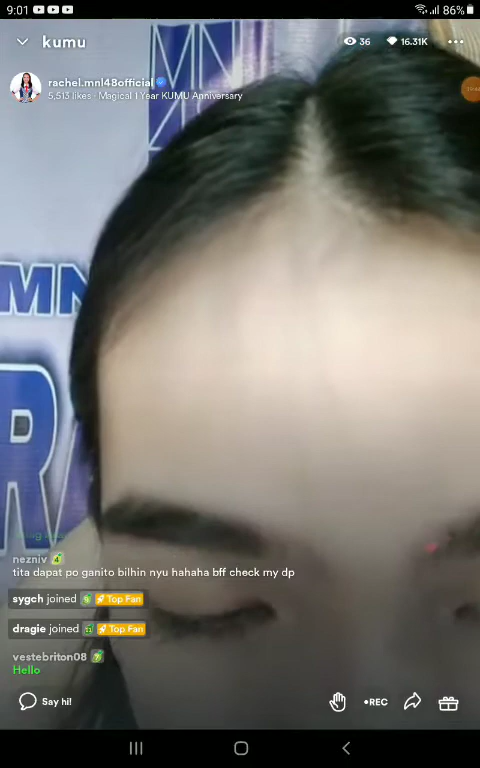 9:01
86%
kumu
36
16.31K
rachel.mnl48official
5,513 likes · Magical 1 Year KUMU Anniversary
MNL
MN
RA
nezniv
tita dapat po ganito bilhin nyu hahaha bff check my dp
sygch joined Top Fan
dragie joined Top Fan
vestebriton08
Hello
Say hi!
•REC